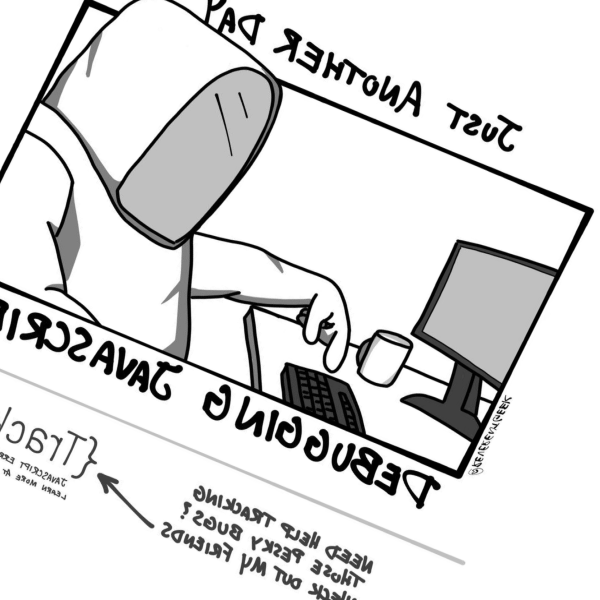 JUST ANOTHER DAY
DEBUGGING JAVASCRI
NEED HELP TRACKING
THOSE PESKY BUGS?
CHECK OUT MY FRIENDS
{Track
JAVASCRIPT ERR
LEARN MORE AT